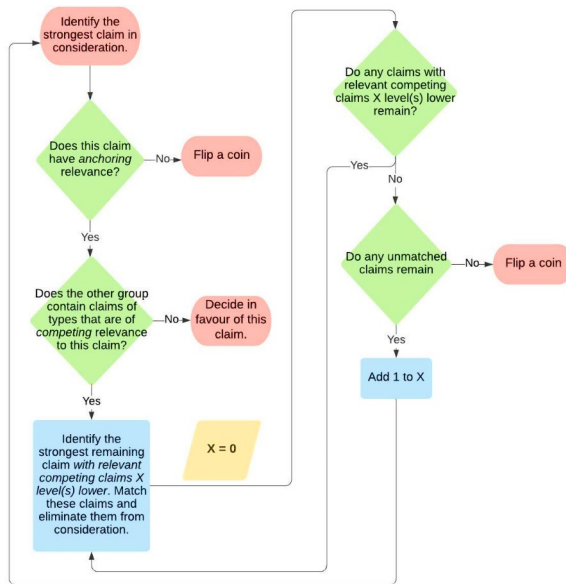 Identify the
strongest claim in
consideration.
Does this claim
have anchoring
relevance?
No
Flip a coin
Yes
Does the other group
contain claims of
types that are of
competing relevance
to this claim?
No
Decide in
favour of this
claim.
Yes
Identify the
strongest remaining
claim with relevant
competing claims X
level(s) lower. Match
these claims and
eliminate them from
consideration.
X = 0
Do any claims with
relevant competing
claims X level(s) lower
remain?
Yes
No
Do any unmatched
claims remain
No
Flip a coin
Yes
Add 1 to X